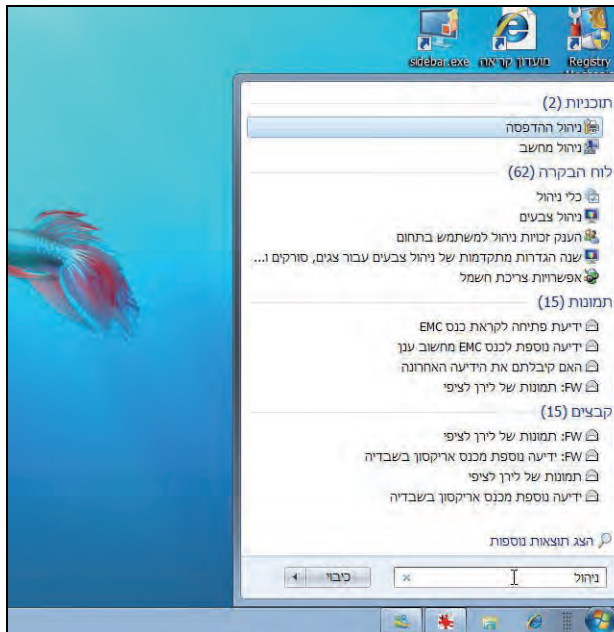 sidebar.exe
מועדון קריאה
Registry
תוכניות (2)
ניהול ההדפסה
ניהול מחשב
לוח הבקרה (62)
כלי ניהול
ניהול צבעים
הענק זכויות ניהול למשתמש בתחום
שנה הגדרות מתקדמות של ניהול צבעים עבור צגים, סורקים ו...
אפשרויות צריכת חשמל
תמונות (15)
ידיעת פתיחה לקראת כנס EMC
ידיעה נוספת לכנס EMC מחשוב ענן
האם קיבלתם את הידיעה האחרונה
FW: תמונות של לירן לציפי
קבצים (15)
FW: תמונות של לירן לציפי
FW: ידיעה נוספת מכנס אריקסון בשבדיה
תמונות של לירן לציפי
ידיעה נוספת מכנס אריקסון בשבדיה
הצג תוצאות נוספות
ניהול
כיבוי